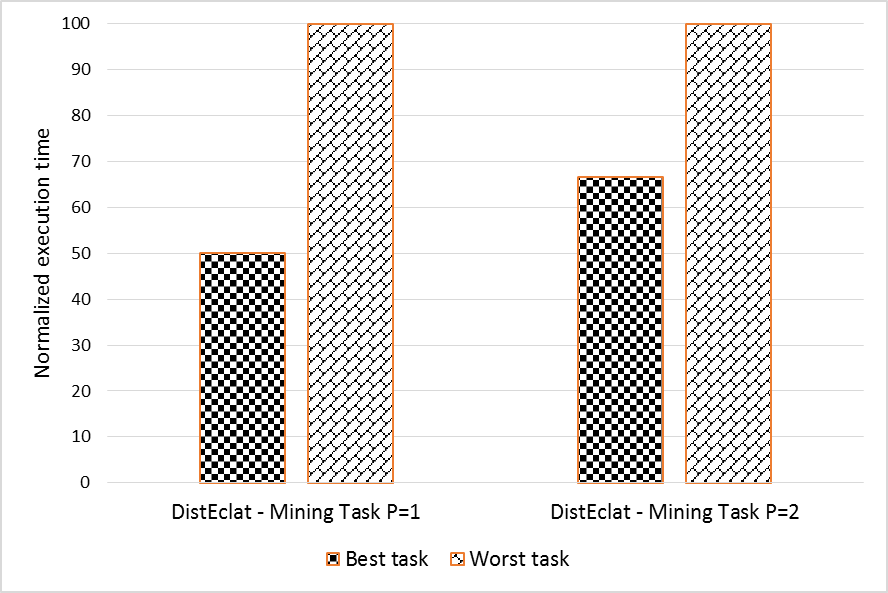 100
90
80
70
60
50
40
30
20
10
0
Normalized execution time
DistEclat - Mining Task P=1
DistEclat - Mining Task P=2
Best task
Worst task